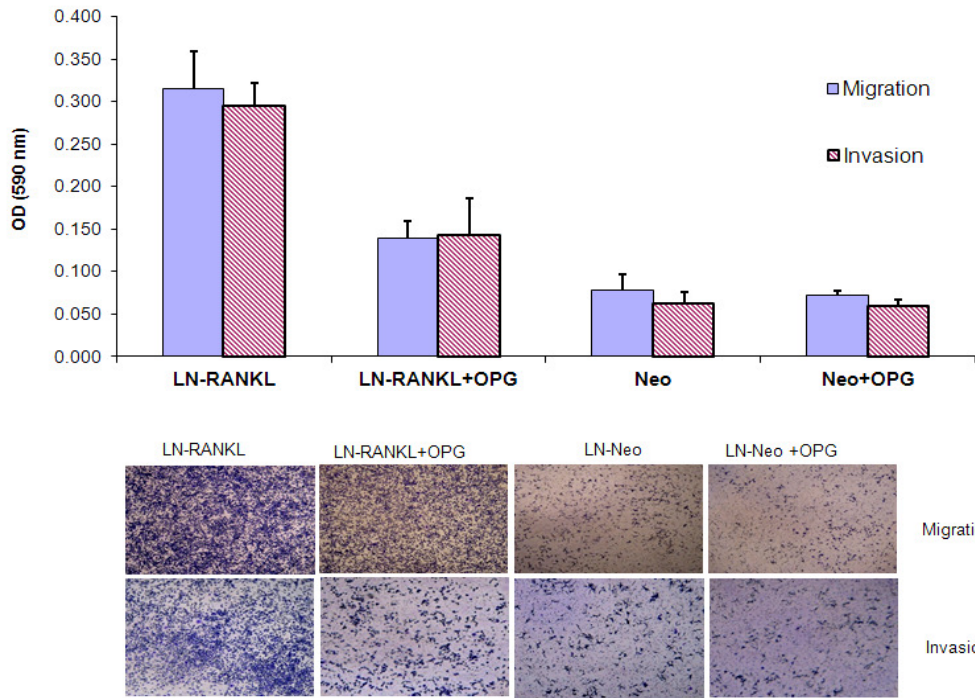 0.400
0.350
0.300
0.250
0.200
0.150
0.100
0.050
0.000
OD (590 nm)
Migration
Invasion
LN-RANKL LN-RANKL+OPG Neo Neo+OPG
LN-RANKL LN-RANKL+OPG LN-Neo LN-Neo +OPG
Migrati
Invasio